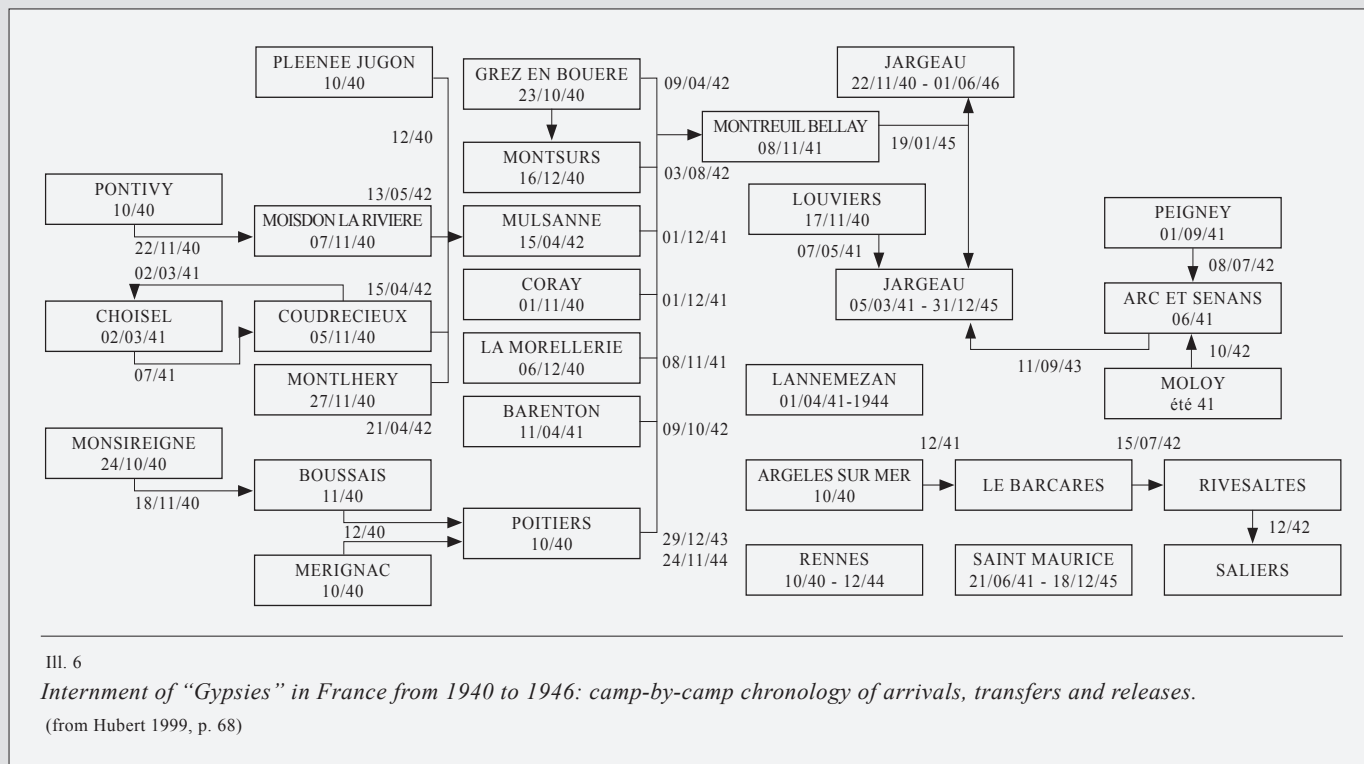 PLEENEE JUGON
10/40
GREZ EN BOUERE
23/10/40
09/04/42
JARGEAU
22/11/40 - 01/06/46
12/40
MONTREUIL BELLAY
08/11/41
19/01/45
MONTSURS
16/12/40
03/08/42
PONTIVY
10/40
22/11/40
13/05/42
MOISDON LA RIVIERE
07/11/40
MULSANNE
15/04/42
01/12/41
LOUVIERS
17/11/40
07/05/41
PEIGNEY
01/09/41
08/07/42
02/03/41
CHOISEL
02/03/41
07/41
15/04/42
COUDRECIEUX
05/11/40
CORAY
01/11/40
01/12/41
JARGEAU
05/03/41 - 31/12/45
ARC ET SENANS
06/41
11/09/43
10/42
MONTLHERY
27/11/40
21/04/42
LA MORELLERIE
06/12/40
08/11/41
LANNEMEZAN
01/04/41-1944
MOLOY
été 41
BARENTON
11/04/41
09/10/42
MONSIREIGNE
24/10/40
18/11/40
BOUSSAIS
11/40
12/40
POITIERS
10/40
29/12/43
24/11/44
MERIGNAC
10/40
ARGELES SUR MER
10/40
12/41
LE BARCARES
15/07/42
RIVESALTES
12/42
RENNES
10/40 - 12/44
SAINT MAURICE
21/06/41 - 18/12/45
SALIERS
Ill. 6
Internment of “Gypsies” in France from 1940 to 1946: camp-by-camp chronology of arrivals, transfers and releases.
(from Hubert 1999, p. 68)